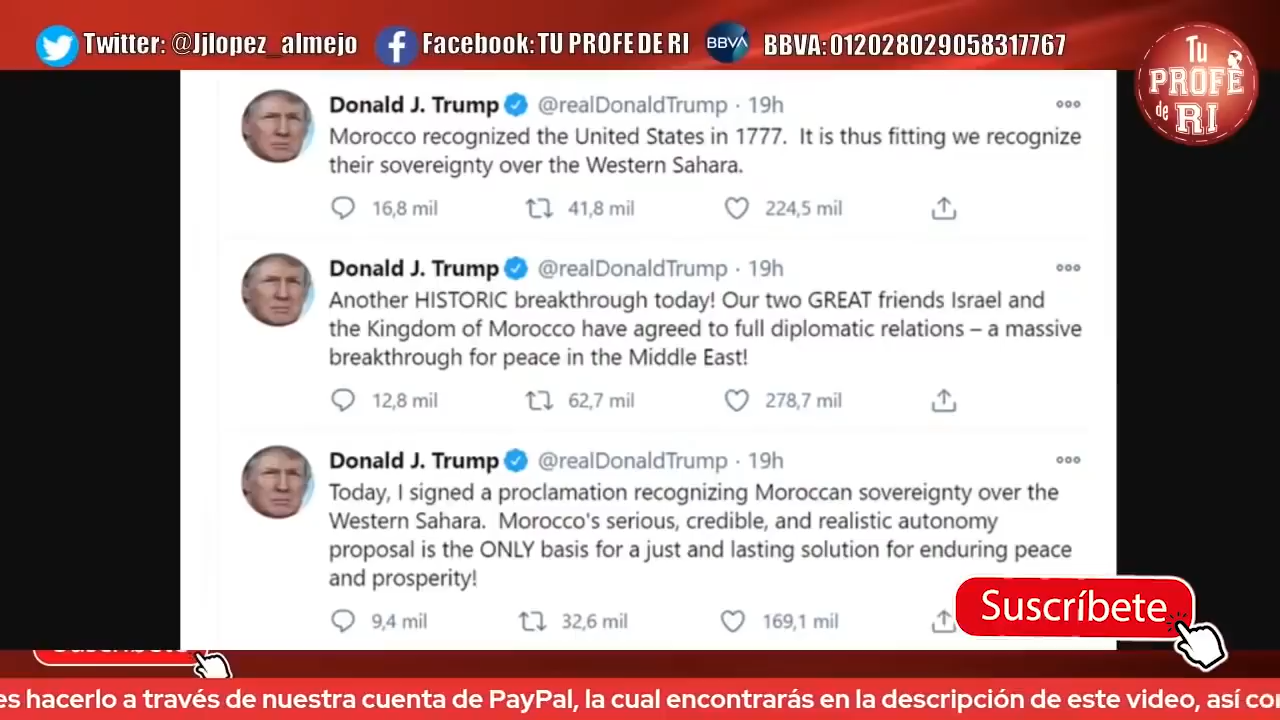 Twitter: @Jjlopez_almejo
Facebook: TU PROFE DE RI
BBVA
BBVA: 012028029058317767
Tu
PROFE
de RI
Donald J. Trump @realDonaldTrump · 19h
Morocco recognized the United States in 1777. It is thus fitting we recognize
their sovereignty over the Western Sahara.
16,8 mil 41,8 mil 224,5 mil
Donald J. Trump @realDonaldTrump · 19h
Another HISTORIC breakthrough today! Our two GREAT friends Israel and
the Kingdom of Morocco have agreed to full diplomatic relations – a massive
breakthrough for peace in the Middle East!
12,8 mil 62,7 mil 278,7 mil
Donald J. Trump @realDonaldTrump · 19h
Today, I signed a proclamation recognizing Moroccan sovereignty over the
Western Sahara. Morocco's serious, credible, and realistic autonomy
proposal is the ONLY basis for a just and lasting solution for enduring peace
and prosperity!
9,4 mil 32,6 mil 169,1 mil
Suscríbete
es hacerlo a través de nuestra cuenta de PayPal, la cual encontrarás en la descripción de este video, así co